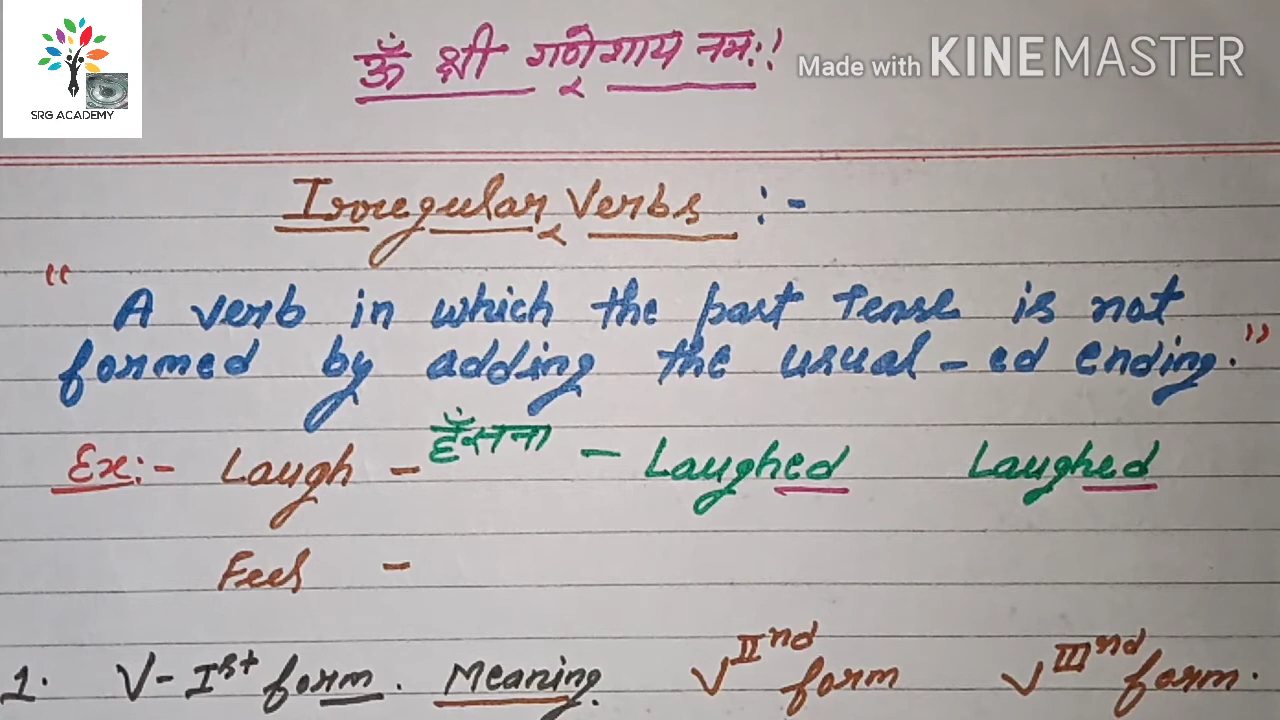 ॐ श्री गणेशाय नमः!
Made with KINEMASTER
SRG ACADEMY
Irregular Verbs :-
“ A verb in which the past Tense is not
formed by adding the usual - ed ending. ”
Ex:- Laugh - हँसना - Laughed Laughed
Feel -
1. V - Ist form. Meaning. V IInd form V IIInd form.